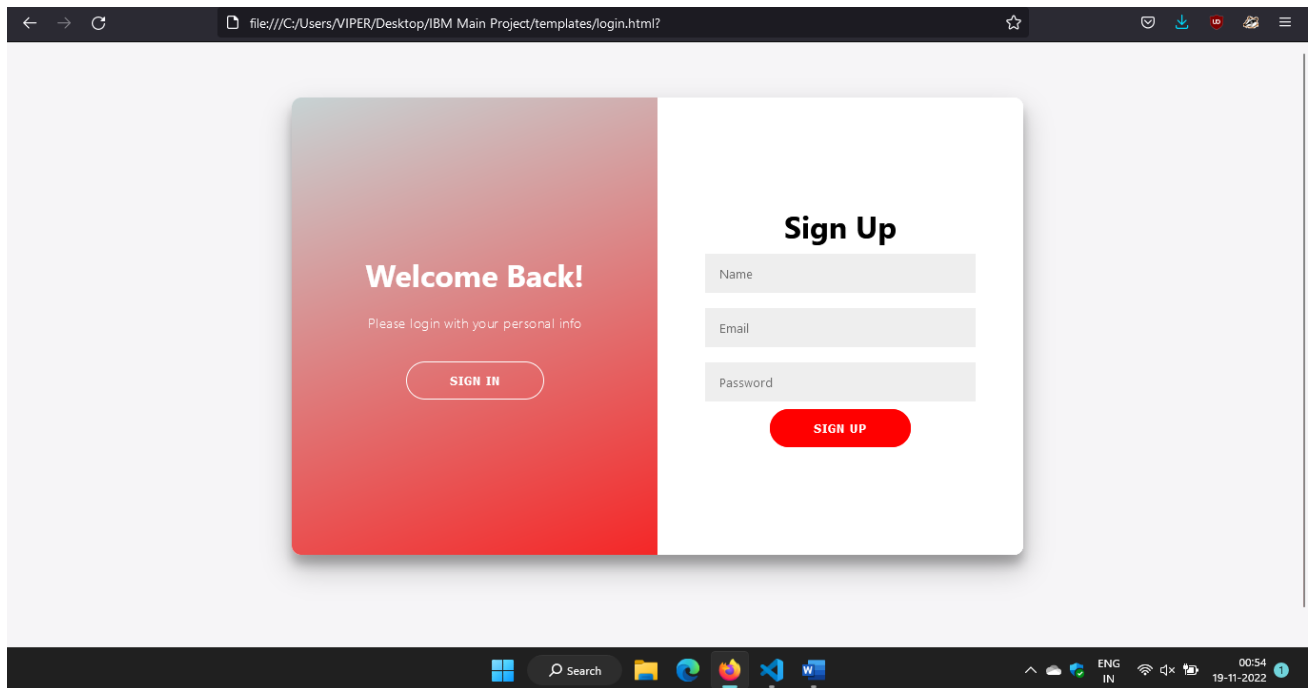 file:///C:/Users/VIPER/Desktop/IBM Main Project/templates/login.html?
Welcome Back!
Please login with your personal info
SIGN IN
Sign Up
Name
Email
Password
SIGN UP
Search
W
ENG
IN
00:54
19-11-2022
1